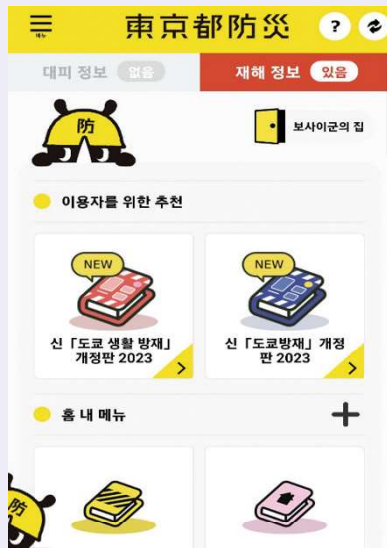 東京都防災
?
메뉴
대피 정보 없음
재해 정보 있음
防
보사이군의 집
이용자를 위한 추천
NEW
신「도쿄 생활 방재」
개정판 2023
NEW
신「도쿄방재」개정
판 2023
홈 내 메뉴
防